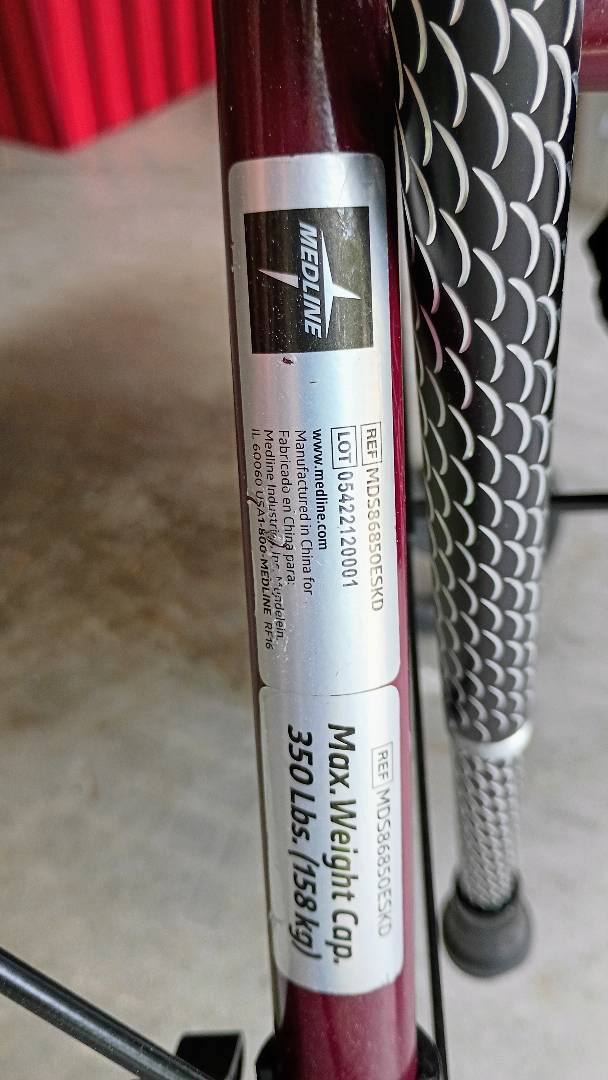 MEDLINE
REF MDS86850ESKD
LOT 05422120001
www.medline.com
Manufactured in China for
Fabricado en China para:
Medline Industries, Inc. Mundelein,
IL 60060 USA 1-800-MEDLINE RF16
REF MDS86850ESKD
Max. Weight Cap.
350 Lbs. (158 kg)